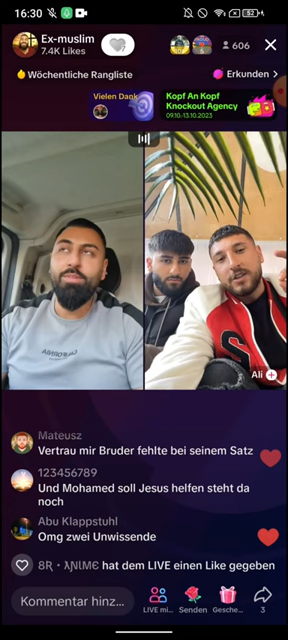 16:30
Ex-muslim
7.4K Likes
606
Wöchentliche Rangliste
Erkunden >
Vielen Dank
Kopf An Kopf
Knockout Agency
09.10-13.10.2023
Ali
Mateusz
Vertrau mir Bruder fehlte bei seinem Satz
123456789
Und Mohamed soll Jesus helfen steht da
noch
Abu Klappstuhl
Omg zwei Unwissende
hat dem LIVE einen Like gegeben
Kommentar hinz...
LIVE mi...
Senden
Gesche...
3